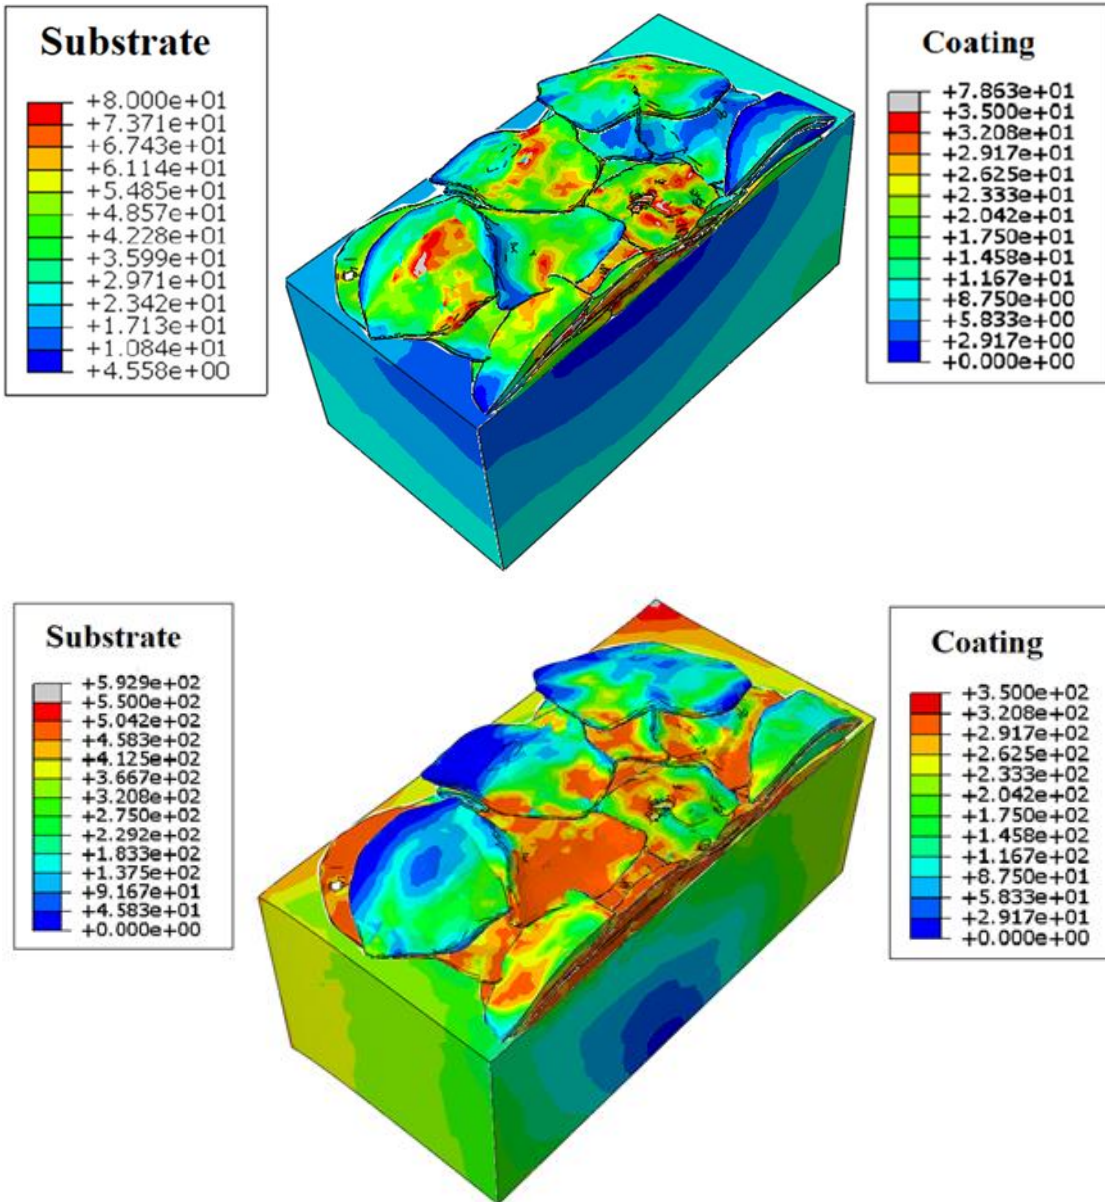 Substrate
+8.000e+01
+7.371e+01
+6.743e+01
+6.114e+01
+5.485e+01
+4.857e+01
+4.228e+01
+3.599e+01
+2.971e+01
+2.342e+01
+1.713e+01
+1.084e+01
+4.558e+00
Coating
+7.863e+01
+3.500e+01
+3.208e+01
+2.917e+01
+2.625e+01
+2.333e+01
+2.042e+01
+1.750e+01
+1.458e+01
+1.167e+01
+8.750e+00
+5.833e+00
+2.917e+00
+0.000e+00
Substrate
+5.929e+02
+5.500e+02
+5.042e+02
+4.583e+02
+4.125e+02
+3.667e+02
+3.208e+02
+2.750e+02
+2.292e+02
+1.833e+02
+1.375e+02
+9.167e+01
+4.583e+01
+0.000e+00
Coating
+3.500e+02
+3.208e+02
+2.917e+02
+2.625e+02
+2.333e+02
+2.042e+02
+1.750e+02
+1.458e+02
+1.167e+02
+8.750e+01
+5.833e+01
+2.917e+01
+0.000e+00